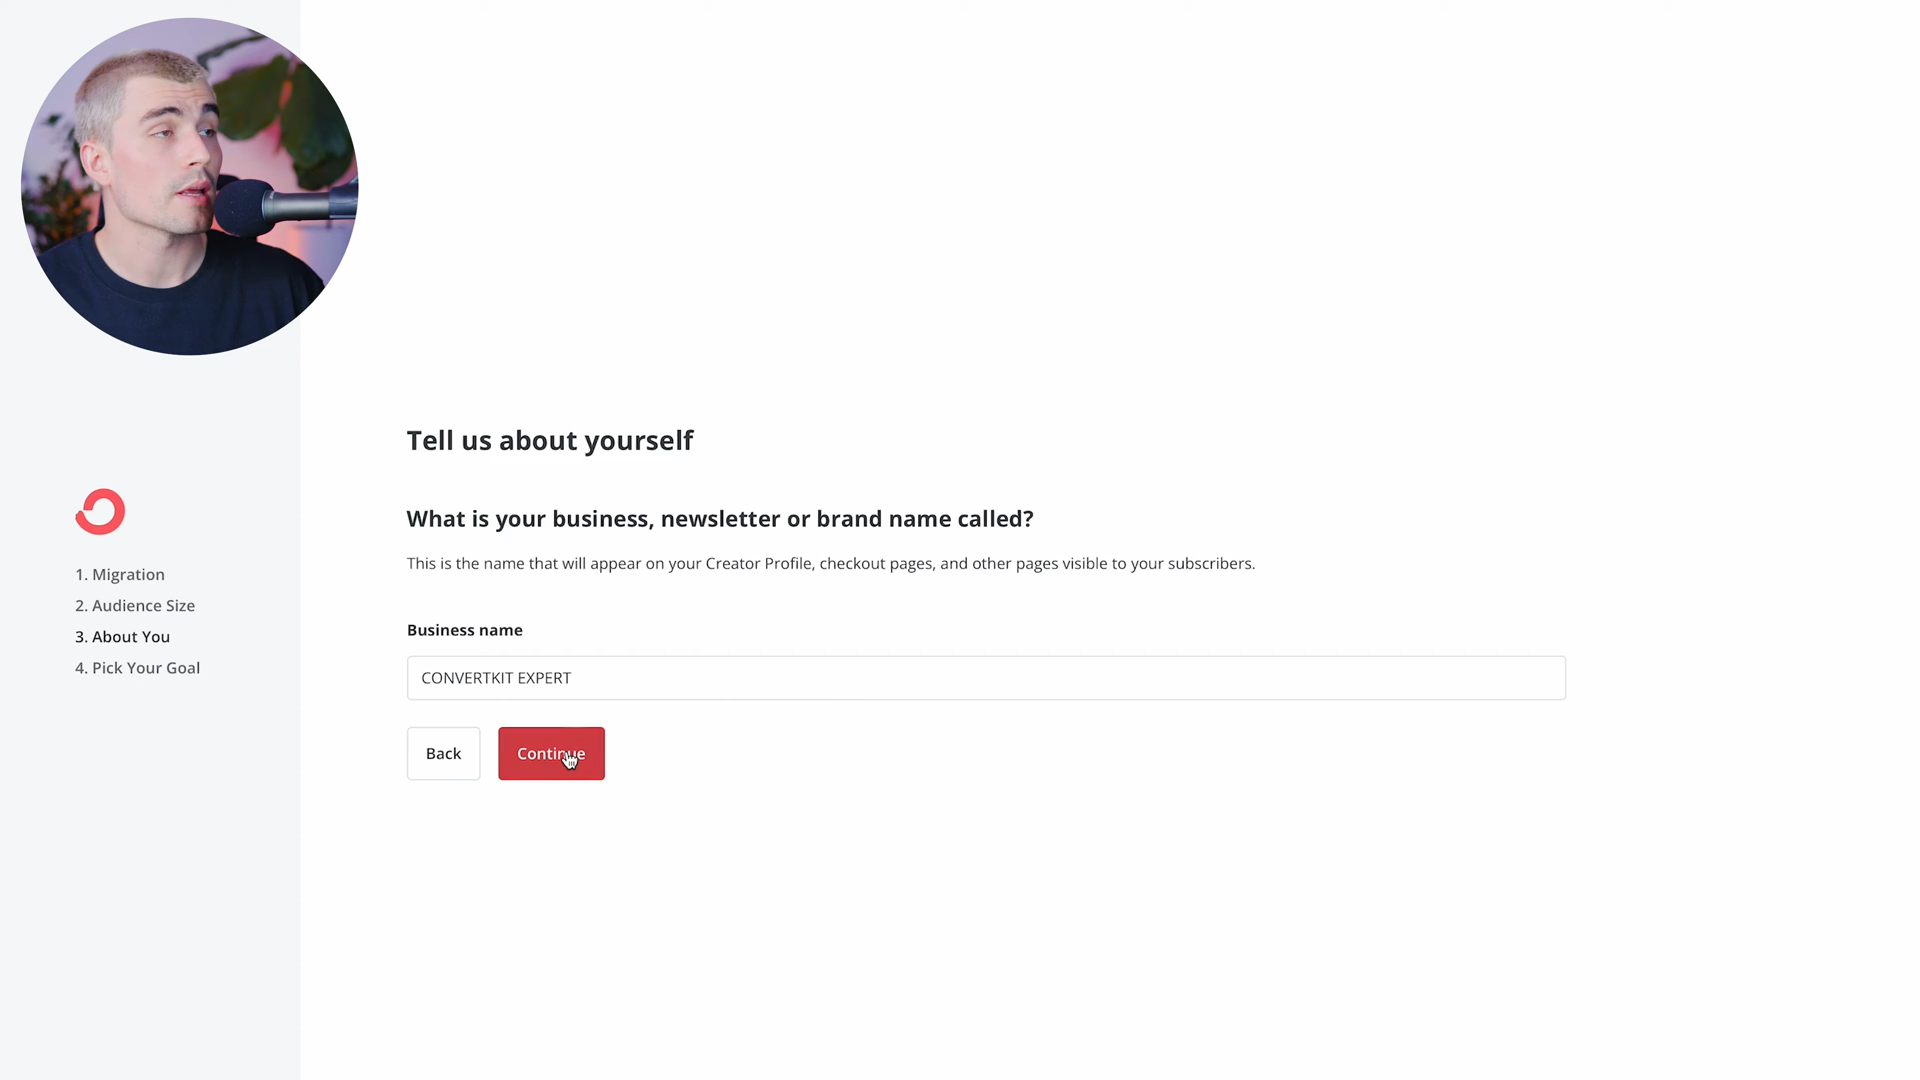 1. Migration
2. Audience Size
3. About You
4. Pick Your Goal
Tell us about yourself
What is your business, newsletter or brand name called?
This is the name that will appear on your Creator Profile, checkout pages, and other pages visible to your subscribers.
Business name
CONVERTKIT EXPERT
Back
Continue